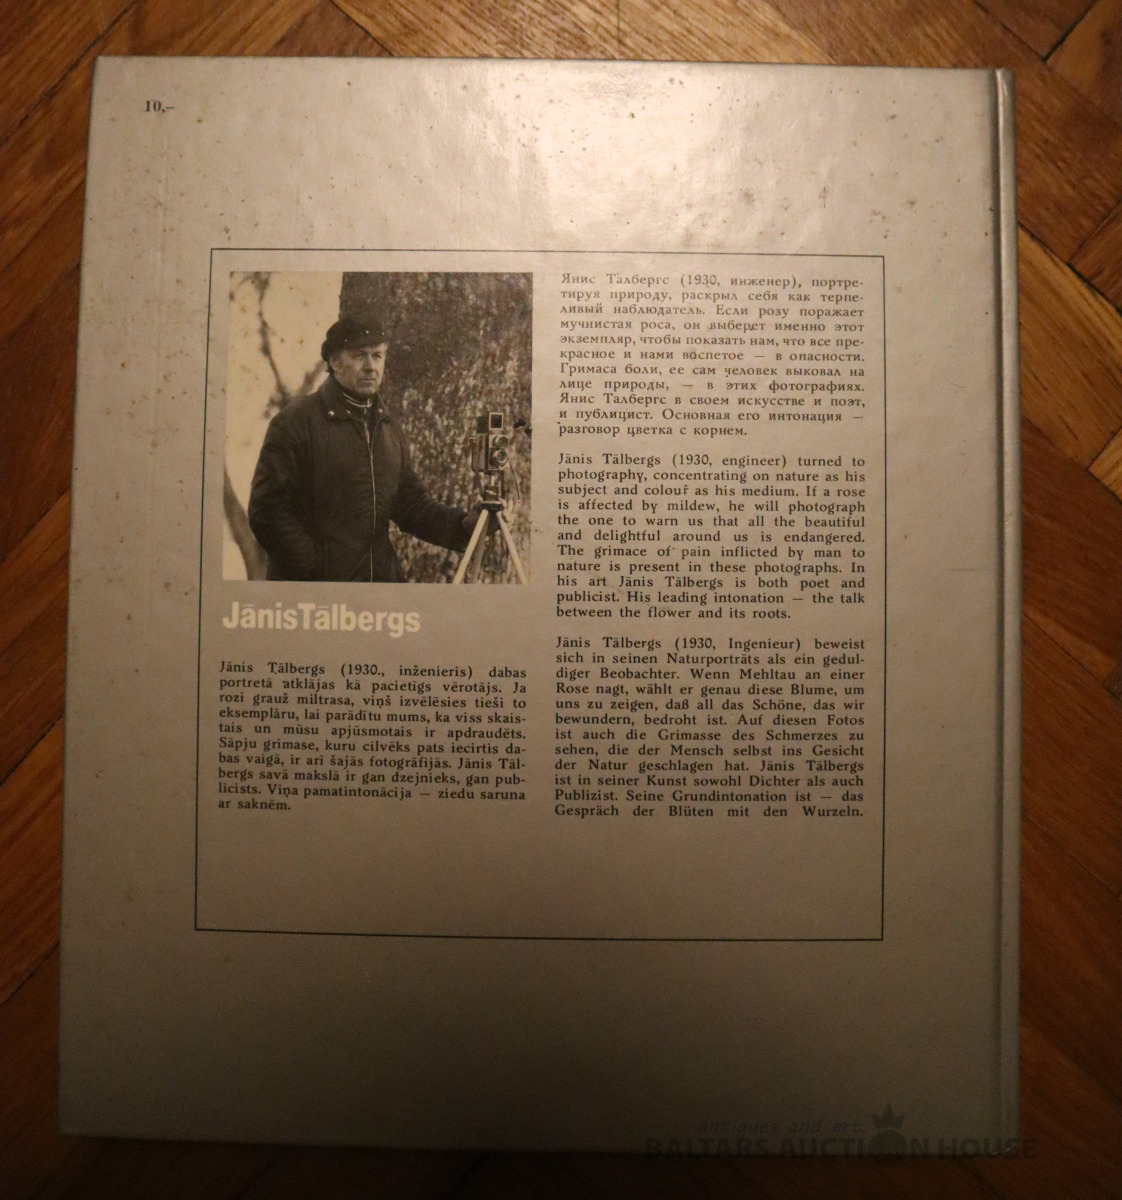 10,–
JānisTālbergs
Jānis Tālbergs (1930., inženieris) dabas
portretā atklājas kā pacietīgs vērotājs. Ja
rozi grauž miltrasa, viņš izvēlēsies tieši to
eksemplāru, lai parādītu mums, ka viss skais-
tais un mūsu apjūsmotais ir apdraudēts.
Sāpju grimase, kuru cilvēks pats iecirtis da-
bas vaigā, ir arī šajās fotogrāfijās. Jānis Tāl-
bergs savā mākslā ir gan dzejnieks, gan pub-
licists. Viņa pamatintonācija — ziedu saruna
ar saknēm.
Янис Талбергс (1930, инженер), портре-
тируя природу, раскрыл себя как терпе-
ливый наблюдатель. Если розу поражает
мучнистая роса, он выберет именно этот
экземпляр, чтобы показать нам, что все пре-
красное и нами воспетое — в опасности.
Гримаса боли, ее сам человек выковал на
лице природы, — в этих фотографиях.
Янис Талбергс в своем искусстве и поэт,
и публицист. Основная его интонация —
разговор цветка с корнем.
Jānis Tālbergs (1930, engineer) turned to
photography, concentrating on nature as his
subject and colour as his medium. If a rose
is affected by mildew, he will photograph
the one to warn us that all the beautiful
and delightful around us is endangered.
The grimace of pain inflicted by man to
nature is present in these photographs. In
his art Jānis Tālbergs is both poet and
publicist. His leading intonation — the talk
between the flower and its roots.
Jānis Tālbergs (1930, Ingenieur) beweist
sich in seinen Naturporträts als ein gedul-
diger Beobachter. Wenn Mehltau an einer
Rose nagt, wählt er genau diese Blume, um
uns zu zeigen, daß all das Schöne, das wir
bewundern, bedroht ist. Auf diesen Fotos
ist auch die Grimasse des Schmerzes zu
sehen, die der Mensch selbst ins Gesicht
der Natur geschlagen hat. Jānis Tālbergs
ist in seiner Kunst sowohl Dichter als auch
Publizist. Seine Grundintonation ist — das
Gespräch der Blüten mit den Wurzeln.
antiques and art
BALTARS AUCTION HOUSE